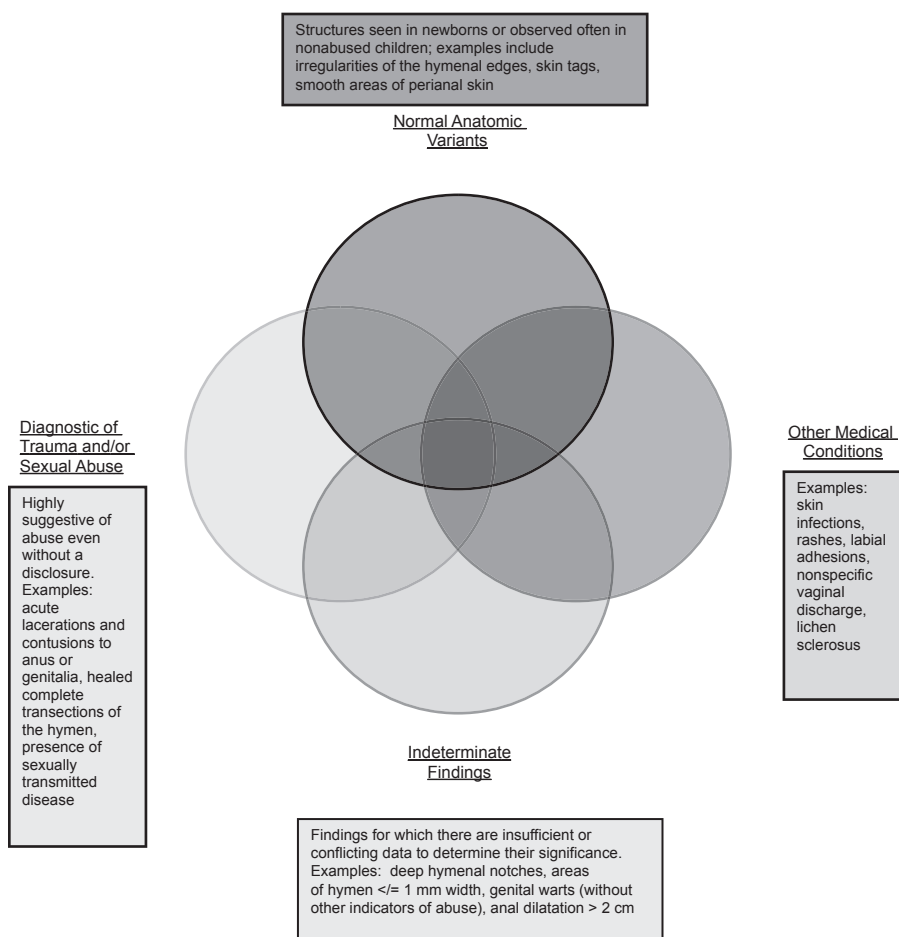 Structures seen in newborns or observed often in
nonabused children; examples include
irregularities of the hymenal edges, skin tags,
smooth areas of perianal skin
Normal Anatomic
Variants
Diagnostic of
Trauma and/or
Sexual Abuse
Highly
suggestive of
abuse even
without a
disclosure.
Examples:
acute
lacerations and
contusions to
anus or
genitalia, healed
complete
transections of
the hymen,
presence of
sexually
transmitted
disease
Other Medical
Conditions
Examples:
skin
infections,
rashes, labial
adhesions,
nonspecific
vaginal
discharge,
lichen
sclerosus
Indeterminate
Findings
Findings for which there are insufficient or
conflicting data to determine their significance.
Examples:  deep hymenal notches, areas
of hymen </= 1 mm width, genital warts (without
other indicators of abuse), anal dilatation > 2 cm